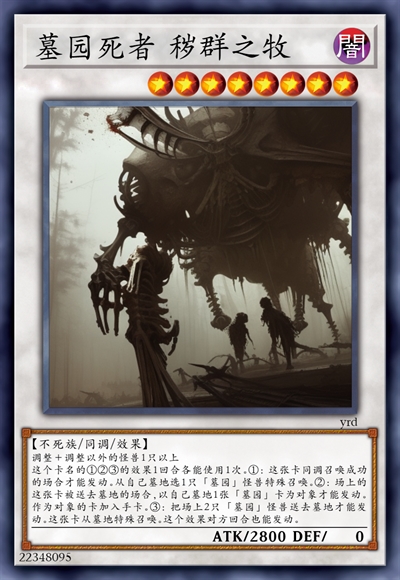 墓园死者 秽群之牧
闇
yrd
【不死族/同调/效果】
调整＋调整以外的怪兽1只以上
这个卡名的①②③的效果1回合各能使用1次。①：这张卡同调召唤成功
的场合才能发动。从自己墓地选1只「墓园」怪兽特殊召唤。②：场上的
这张卡被送去墓地的场合，以自己墓地1张「墓园」卡为对象才能发动。
作为对象的卡加入手卡。③：把场上2只「墓园」怪兽送去墓地才能发
动。这张卡从墓地特殊召唤。这个效果对方回合也能发动。
ATK/2800 DEF/ 0
22348095